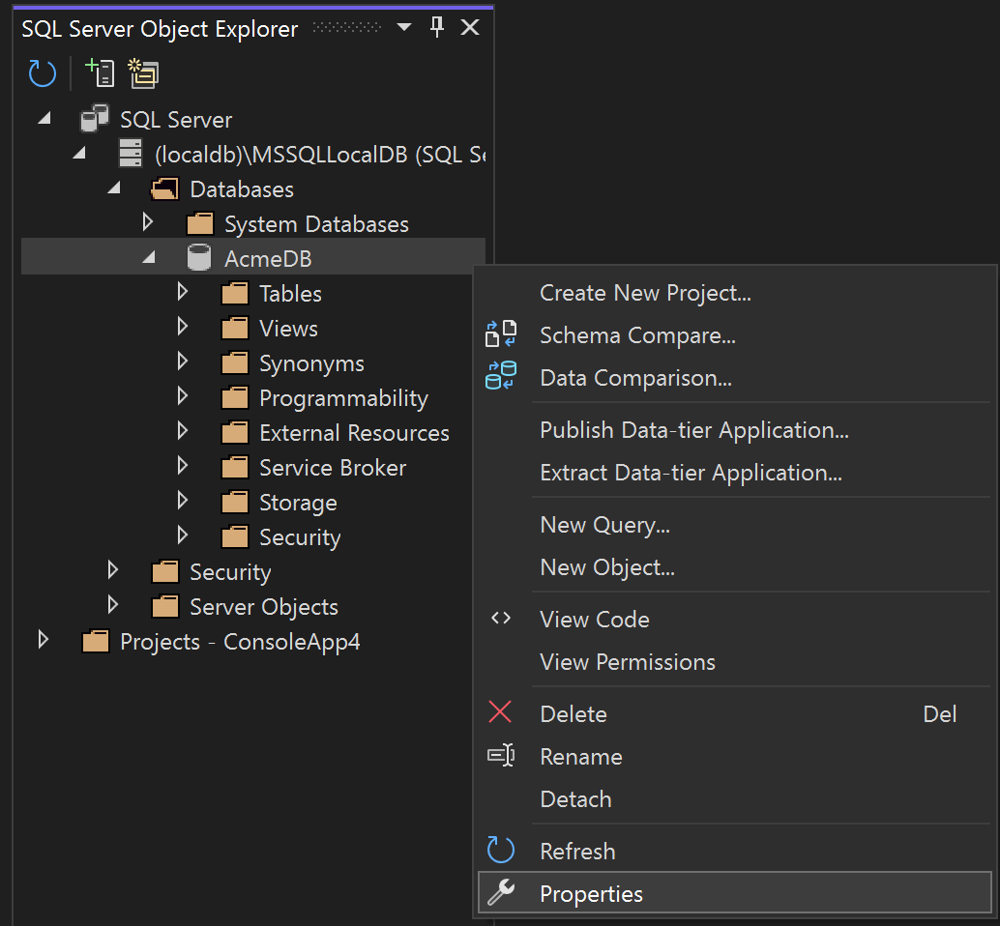 SQL Server Object Explorer
SQL Server
(localdb)\MSSQLLocalDB (SQL Se
Databases
System Databases
AcmeDB
Tables
Views
Synonyms
Programmability
External Resources
Service Broker
Storage
Security
Security
Server Objects
Projects - ConsoleApp4
Create New Project...
Schema Compare...
Data Comparison...
Publish Data-tier Application...
Extract Data-tier Application...
New Query...
New Object...
View Code
View Permissions
Delete Del
Rename
Detach
Refresh
Properties